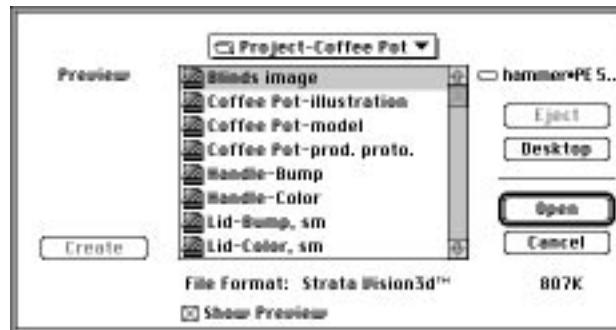 Project-Coffee Pot
Preview
Blinds image
Coffee Pot-illustration
Coffee Pot-model
Coffee Pot-prod. proto.
Handle-Bump
Handle-Color
Lid-Bump, sm
Lid-Color, sm
hammer•PE S..
Eject
Desktop
Open
Cancel
Create
File Format: Strata Vision3d™
807K
Show Preview